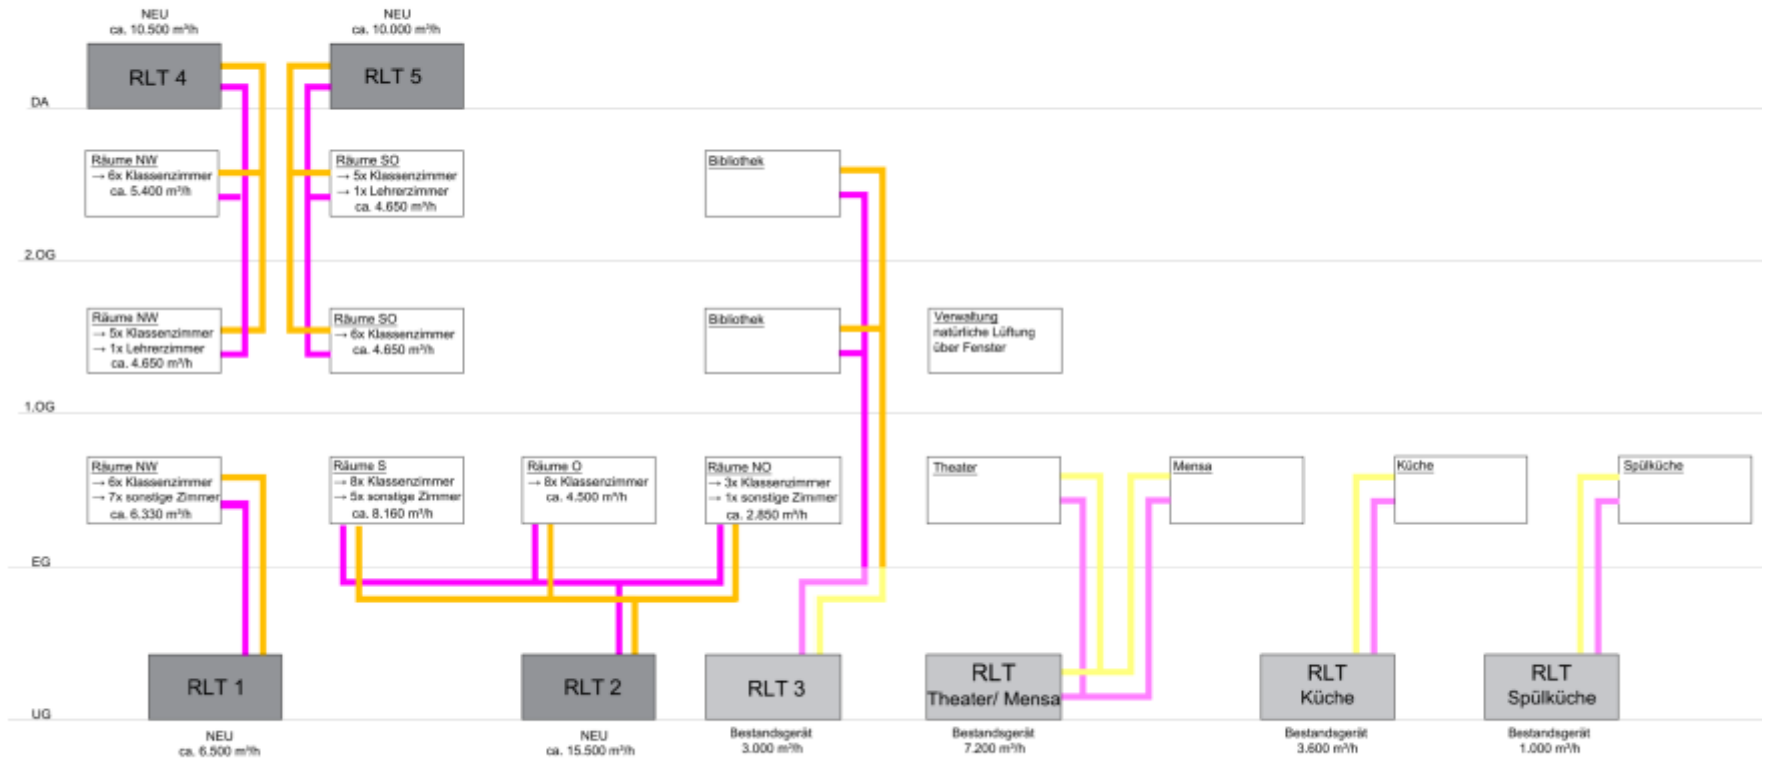 NEU
ca. 10.500 m³/h
RLT 4
NEU
ca. 10.000 m³/h
RLT 5
DA
Räume NW
→ 6x Klassenzimmer
ca. 5.400 m³/h
Räume SO
→ 5x Klassenzimmer
→ 1x Lehrerzimmer
ca. 4.650 m³/h
Bibliothek
2.OG
Räume NW
→ 5x Klassenzimmer
→ 1x Lehrerzimmer
ca. 4.650 m³/h
Räume SO
→ 6x Klassenzimmer
ca. 4.650 m³/h
Bibliothek
Verwaltung
natürliche Lüftung
über Fenster
1.OG
Räume NW
→ 6x Klassenzimmer
→ 7x sonstige Zimmer
ca. 6.330 m³/h
Räume S
→ 8x Klassenzimmer
→ 5x sonstige Zimmer
ca. 8.160 m³/h
Räume O
→ 8x Klassenzimmer
ca. 4.500 m³/h
Räume NO
→ 3x Klassenzimmer
→ 1x sonstige Zimmer
ca. 2.850 m³/h
Theater
Mensa
Küche
Spülküche
EG
RLT 1
RLT 2
RLT 3
RLT
Theater/ Mensa
RLT
Küche
RLT
Spülküche
UG
NEU
ca. 6.500 m³/h
NEU
ca. 15.500 m³/h
Bestandsgerät
3.000 m³/h
Bestandsgerät
7.200 m³/h
Bestandsgerät
3.600 m³/h
Bestandsgerät
1.000 m³/h